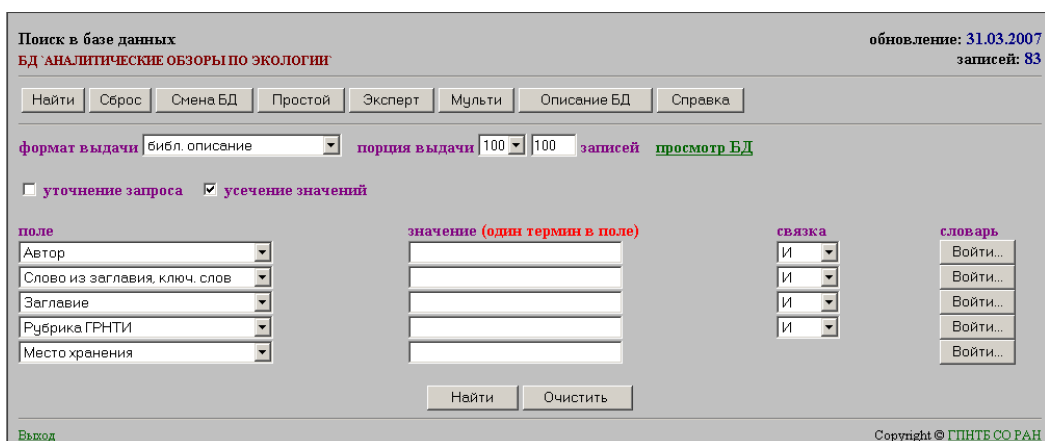 Поиск в базе данных обновление: 31.03.2007
БД `АНАЛИТИЧЕСКИЕ ОБЗОРЫ ПО ЭКОЛОГИИ` записей: 83
Найти Сброс Смена БД Простой Эксперт Мульти Описание БД Справка
формат выдачи библ. описание порция выдачи 100 100 записей просмотр БД
уточнение запроса усечение значений
поле значение (один термин в поле) связка словарь
Автор И Войти...
Слово из заглавия, ключ. слов И Войти...
Заглавие И Войти...
Рубрика ГРНТИ И Войти...
Место хранения Войти...
Найти Очистить
Выход Copyright © ГПНТБ СО РАН